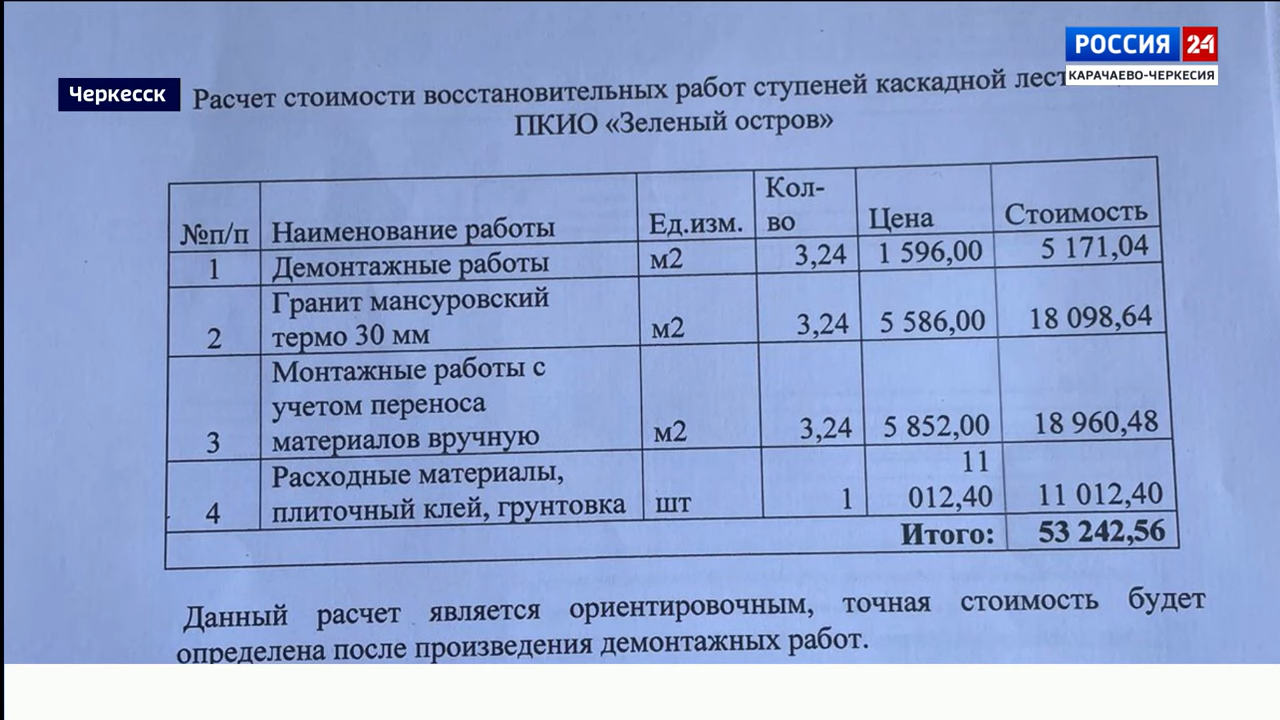 РОССИЯ 24
КАРАЧАЕВО-ЧЕРКЕСИЯ
Черкесск
Расчет стоимости восстановительных работ ступеней каскадной
ПКИО «Зеленый остров»
№п/п Наименование работы Ед.изм. Кол-
во Цена Стоимость
1 Демонтажные работы м2 3,24 1 596,00 5 171,04
Гранит мансуровский
2 термо 30 мм м2 3,24 5 586,00 18 098,64
Монтажные работы с
учетом переноса
3 материалов вручную м2 3,24 5 852,00 18 960,48
Расходные материалы, 11
4 плиточный клей, грунтовка шт 1 012,40 11 012,40
Итого: 53 242,56
Данный расчет является ориентировочным, точная стоимость будет
определена после произведения демонтажных работ.